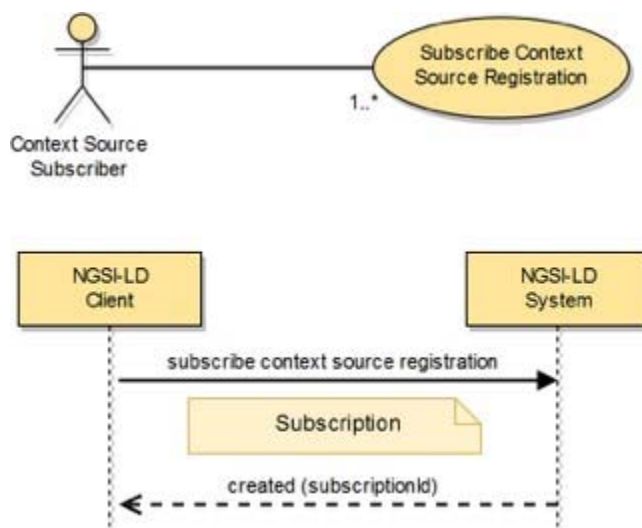 Subscribe Context
Source Registration
1..*
Context Source
Subscriber
NGSI-LD
Client
NGSI-LD
System
subscribe context source registration
Subscription
created (subscriptionId)